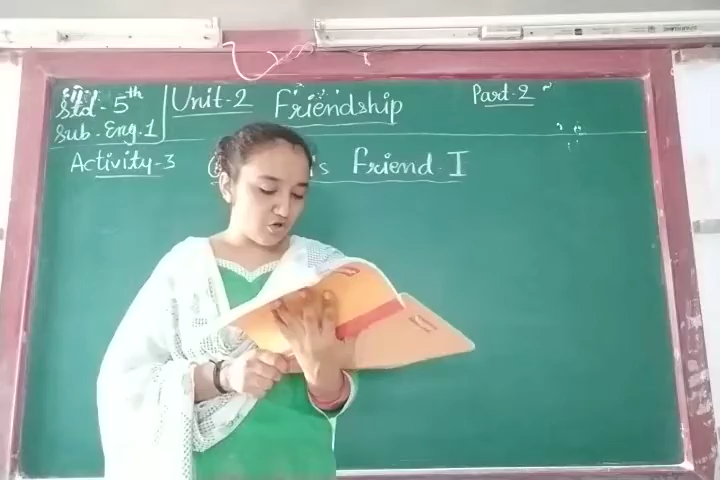 Std - 5th
Unit-2 Friendship
Part-2
Sub - Eng. 1
Activity-3
Friend - I